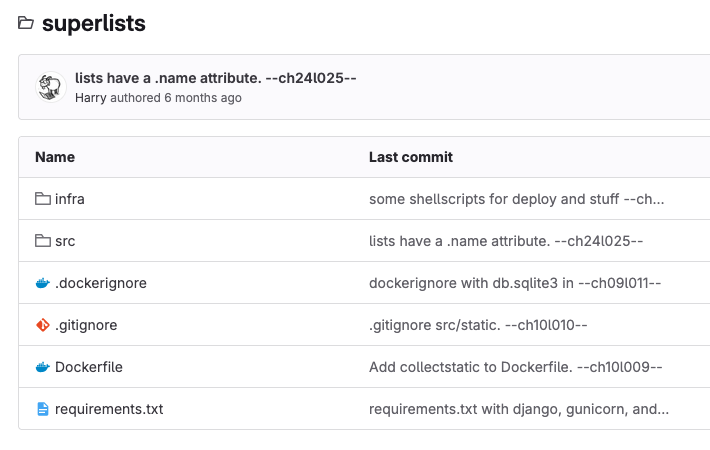 superlists
lists have a .name attribute. --ch24l025--
Harry authored 6 months ago
Name Last commit
infra some shellscripts for deploy and stuff --ch...
src lists have a .name attribute. --ch24l025--
.dockerignore dockerignore with db.sqlite3 in --ch09l011--
.gitignore .gitignore src/static. --ch10l010--
Dockerfile Add collectstatic to Dockerfile. --ch10l009--
requirements.txt requirements.txt with django, gunicorn, and...